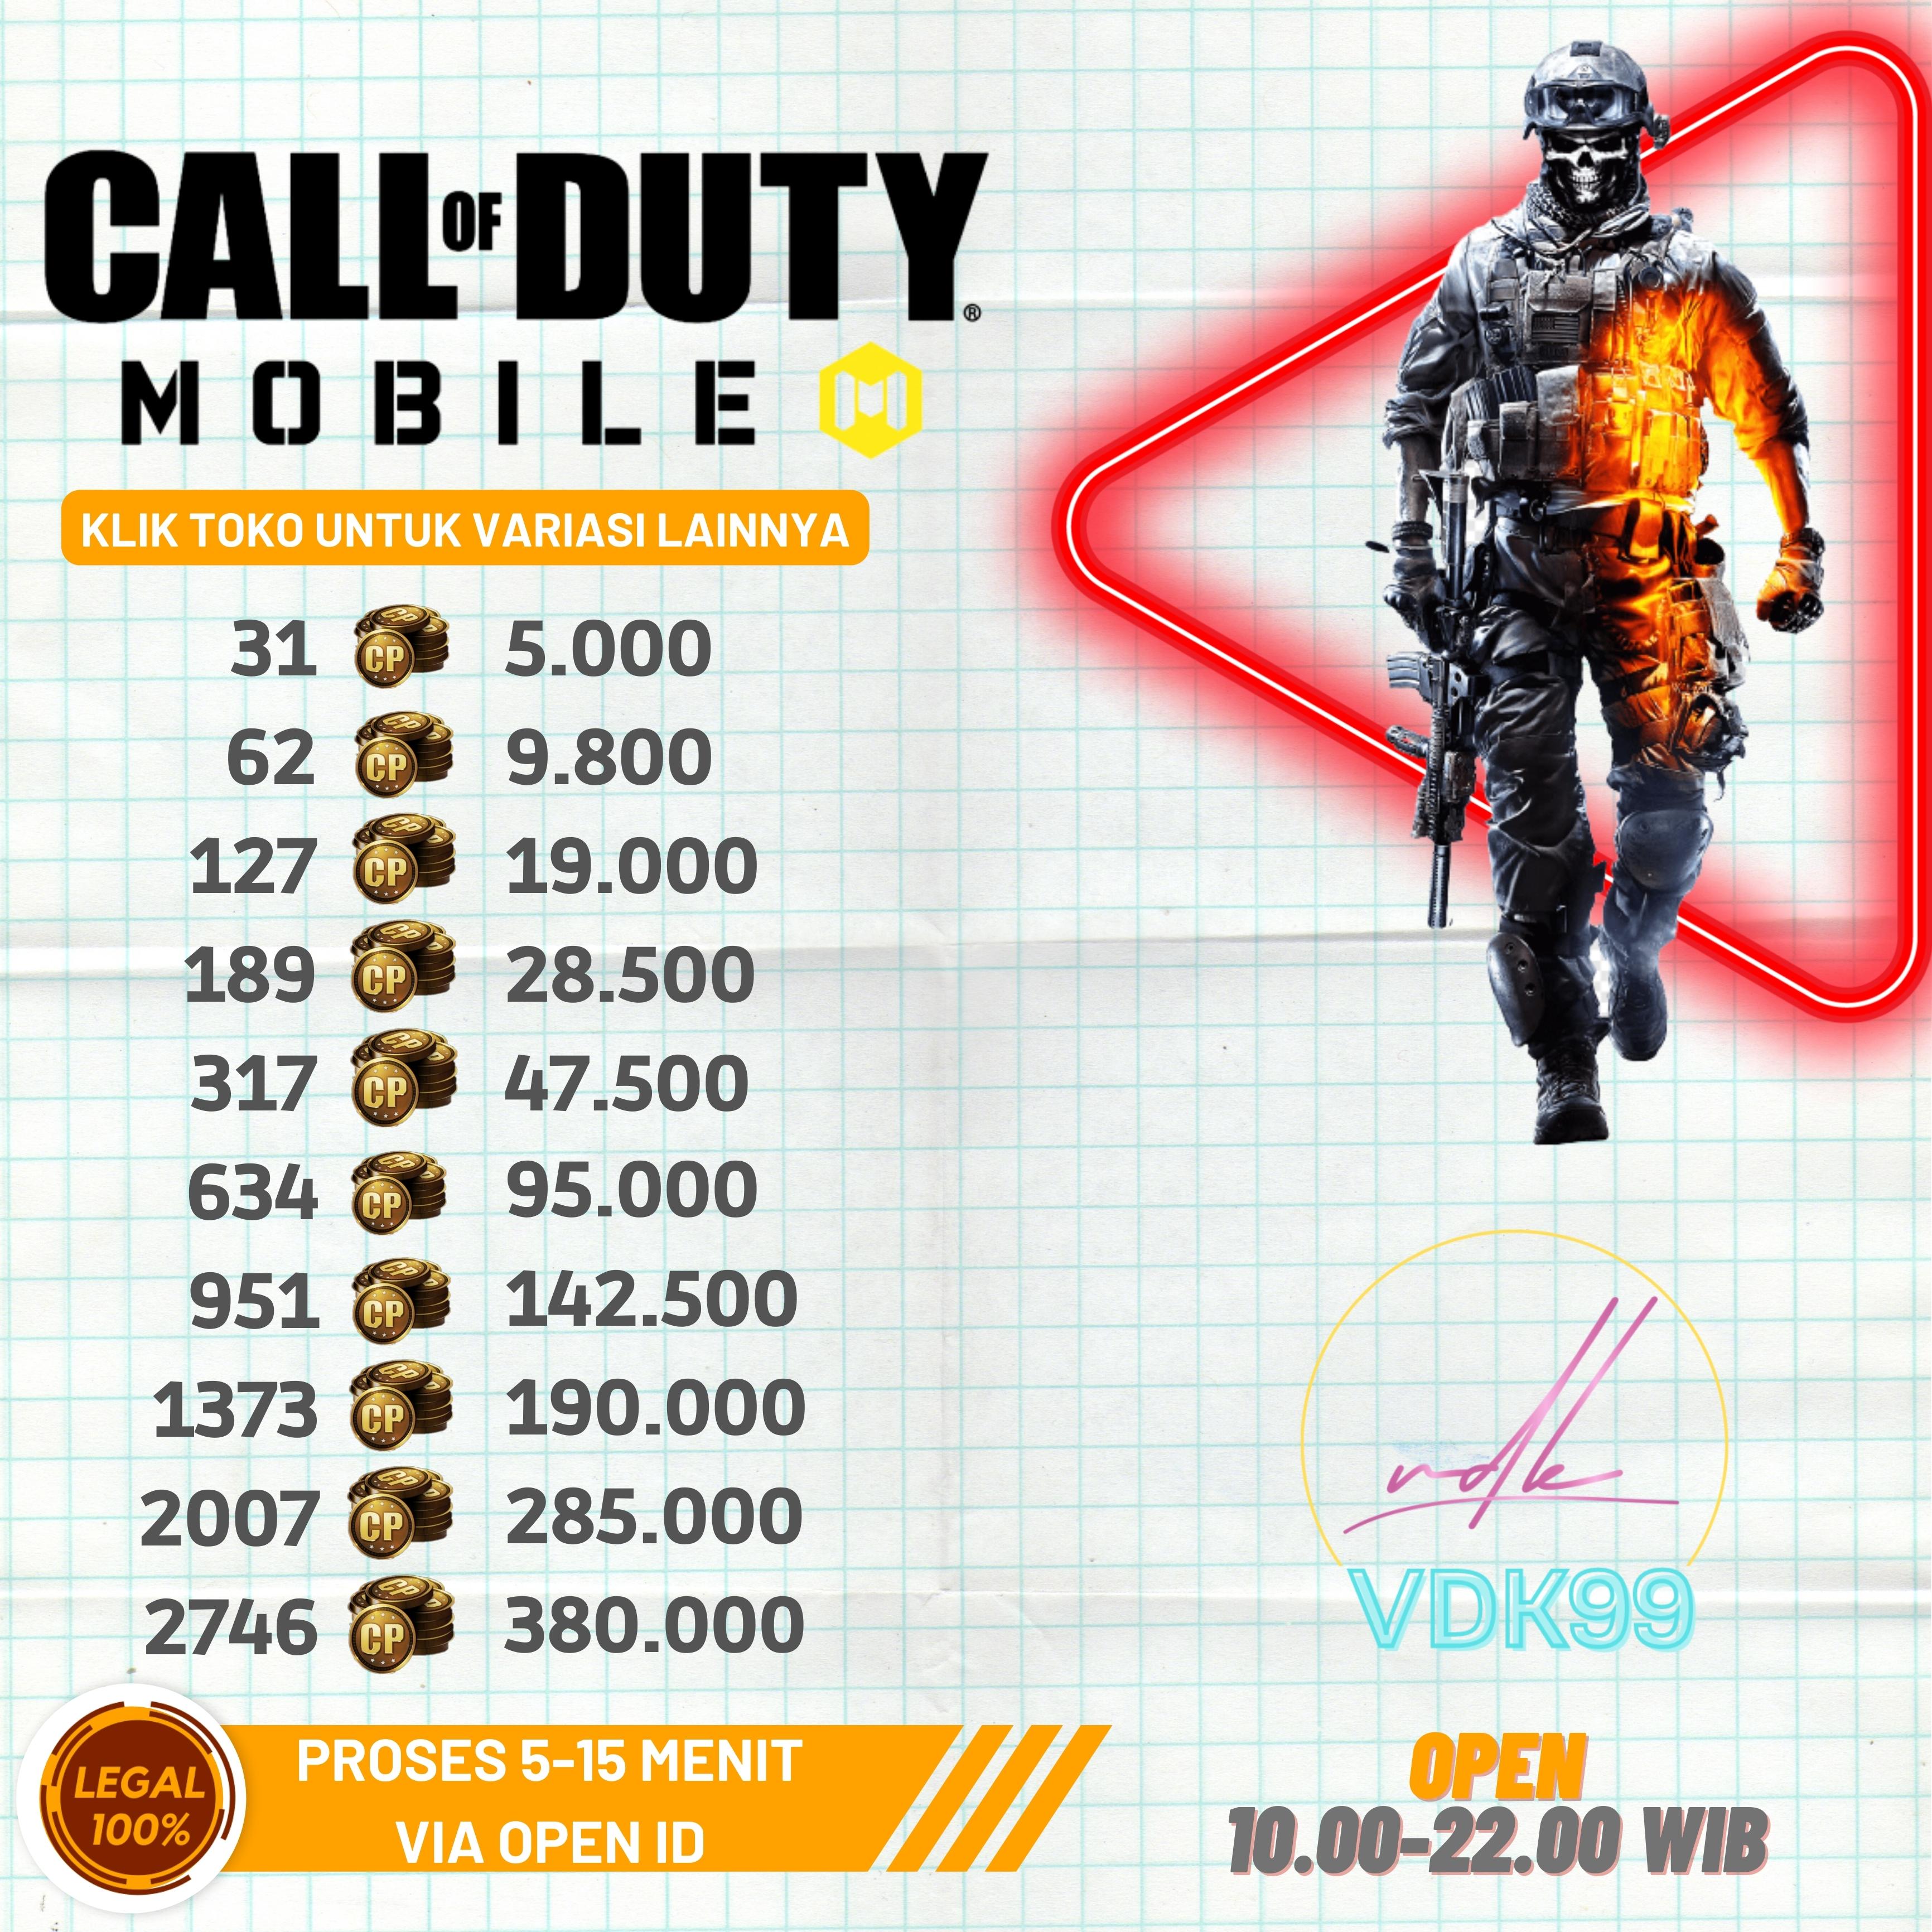 CALL OF DUTY®
MOBILE
KLIK TOKO UNTUK VARIASI LAINNYA
31 CP 5.000
62 CP 9.800
127 CP 19.000
189 CP 28.500
317 CP 47.500
634 CP 95.000
951 CP 142.500
1373 CP 190.000
2007 CP 285.000
2746 CP 380.000
vdk
VDK99
LEGAL
100%
PROSES 5-15 MENIT
VIA OPEN ID
OPEN
10.00-22.00 WIB